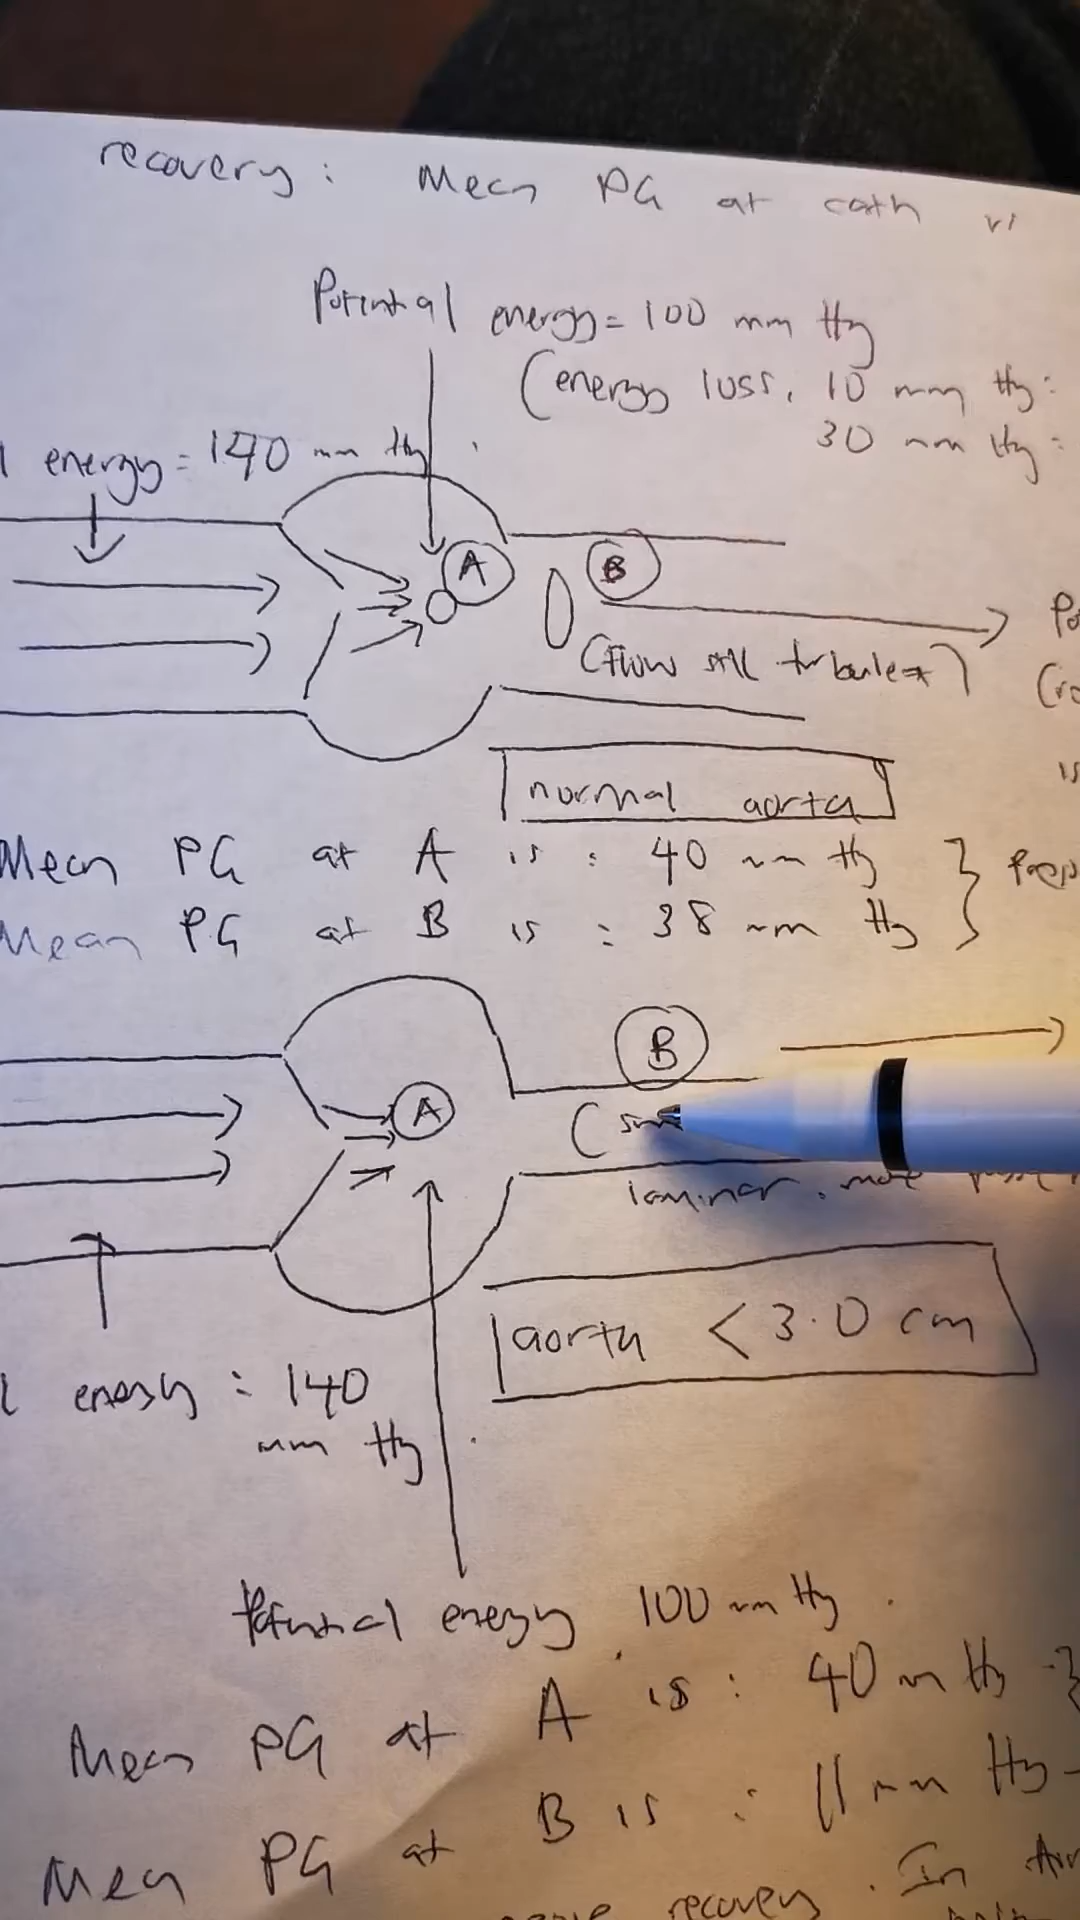 recovery: Mean PG at cath
Potential energy = 100 mm Hg
(energy loss, 10 mm Hg:
30 mm Hg =
l energy = 140 mm Hg.
A
B
(Flow still turbulent)
normal aorta
Mean PG at A is : 40 mm Hg
Mean PG at B is : 38 mm Hg
B
A
(
laminar, more
aorta < 3.0 cm
l energy : 140
mm Hg.
Potential energy 100 mm Hg.
Mean PG at A is : 40 m Hg
Mean PG at B is : 11 mm Hg
recovery. In